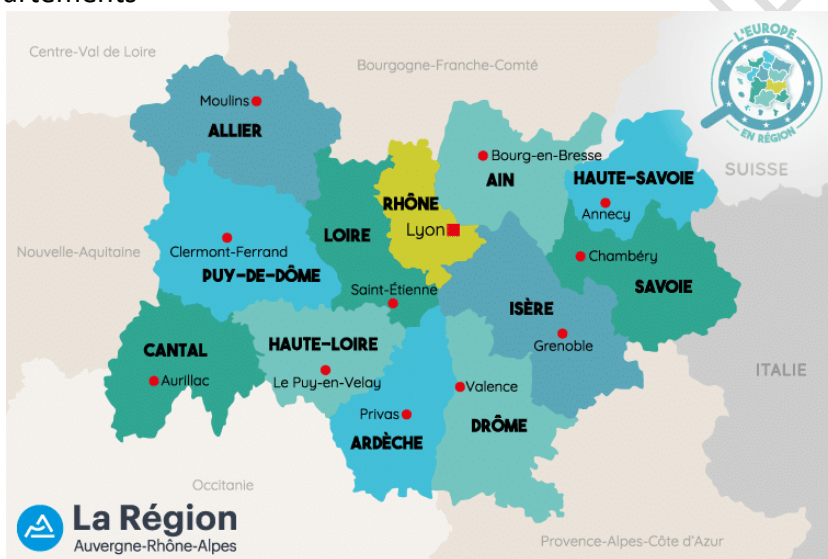 artements
L'EUROPE
EN RÉGION
Centre-Val de Loire
Bourgogne-Franche-Comté
Moulins
ALLIER
Bourg-en-Bresse
AIN
HAUTE-SAVOIE
Annecy
SUISSE
RHÔNE
Lyon
LOIRE
Nouvelle-Aquitaine
Clermont-Ferrand
PUY-DE-DÔME
Chambéry
SAVOIE
Saint-Étienne
ISÈRE
Grenoble
CANTAL
Aurillac
HAUTE-LOIRE
Le Puy-en-Velay
ITALIE
Valence
DRÔME
Privas
ARDÈCHE
Occitanie
La Région
Auvergne-Rhône-Alpes
Provence-Alpes-Côte d'Azur